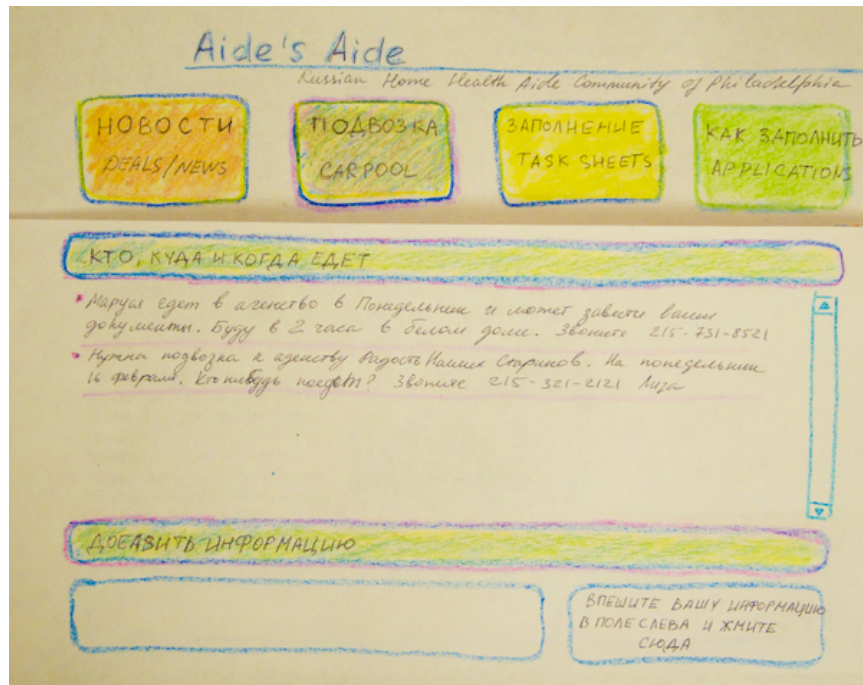 Aide's Aide
Russian Home Health Aide Community of Philadelphia
НОВОСТИ
DEALS/NEWS
ПОДВОЗКА
CARPOOL
ЗАПОЛНЕНИЕ
TASK SHEETS
КАК ЗАПОЛНИТЬ
APPLICATIONS
КТО, КУДА И КОГДА ЕДЕТ
Маруся едет в агенство в Понедельник и может завезти ваши
документы. Буду в 2 часа в белом доме. Звоните 215-731-8521
Нужна подвозка к агенству Радость Наших Стариков. На понедельник
16 февраля. Кто нибудь поедет? Звоните 215-321-2121 Лиза
ДОБАВИТЬ ИНФОРМАЦИЮ
ВПЕШИТЕ ВАШУ ИНФОРМАЦИЮ
В ПОЛЕ СЛЕВА И ЖМИТЕ
СЮДА